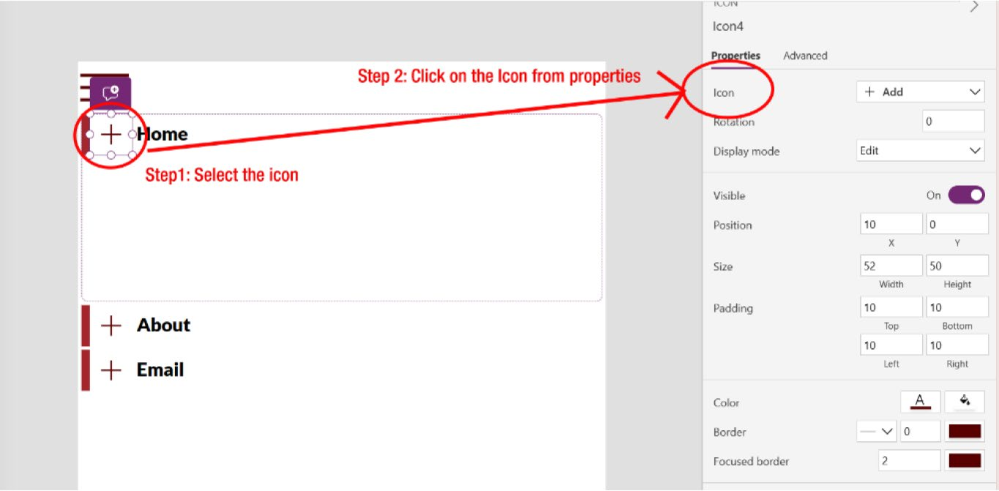 ICON
Icon4
Properties Advanced
Step 2: Click on the Icon from properties
Icon
Add
Rotation
0
Home
Display mode
Edit
Step1: Select the icon
Visible
On
Position
10 0
X Y
Size
52 50
Width Height
Padding
10 10
Top Bottom
About
10 10
Left Right
Email
Color
A
Border
0
Focused border
2